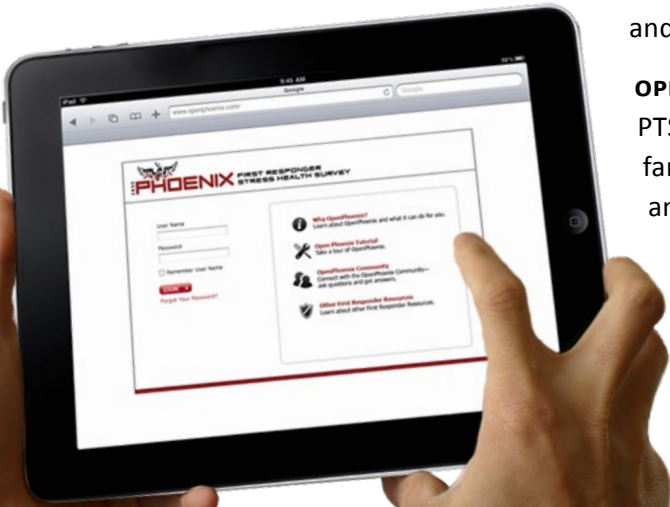 and
OPE
PTS
far
ar
iPad
9:45 AM
Google
www.openphoenix.com/
Google
OPEN PHOENIX FIRST RESPONDER
STRESS HEALTH SURVEY
User Name
Password
Remember User Name
Forgot Your Password?
Why OpenPhoenix?
Learn about OpenPhoenix and what it can do for you.
Open Phoenix Tutorial
Take a tour of OpenPhoenix.
OpenPhoenix Community
Connect with the OpenPhoenix Community—
ask questions and get answers.
Other First Responder Resources
Learn about other First Responder Resources.